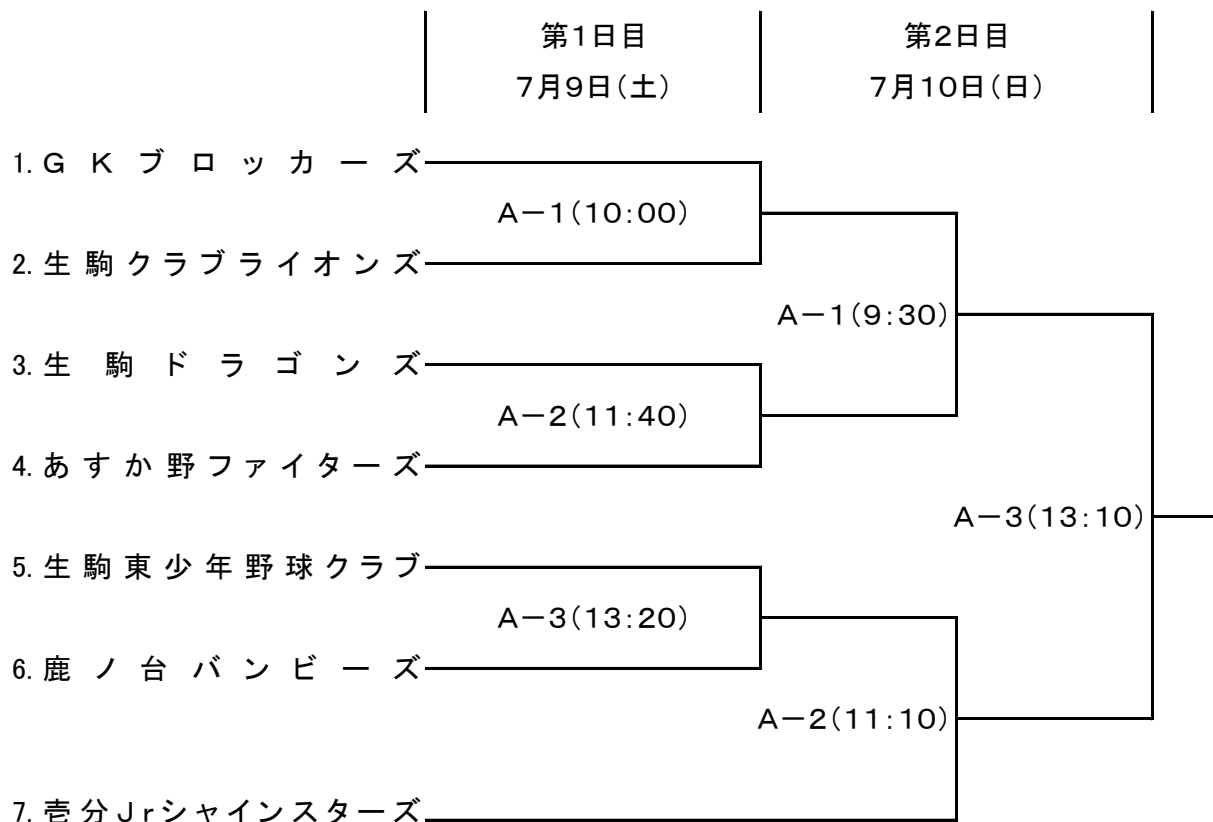 第1日目 第2日目
7月9日(土) 7月10日(日)
1. GKブロッカーズ
A-1(10:00)
2. 生駒クラブライオンズ
A-1(9:30)
3. 生駒ドラゴンズ
A-2(11:40)
4. あすか野ファイターズ
A-3(13:10)
5. 生駒東少年野球クラブ
A-3(13:20)
6. 鹿ノ台バンビーズ
A-2(11:10)
7. 壱分Jrシャインスターズ